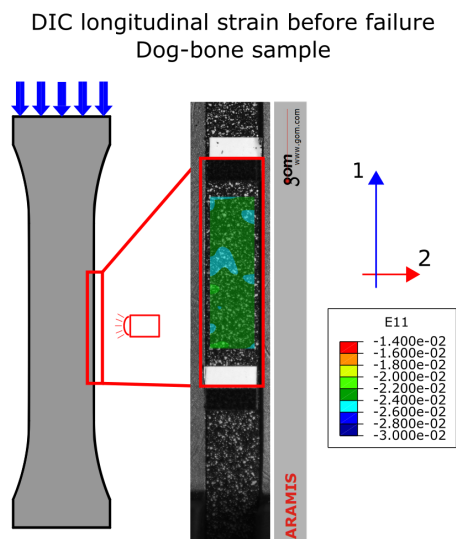 DIC longitudinal strain before failure
Dog-bone sample
gom
www.gom.com
ARAMIS
1
2
E11
-1.400e-02
-1.600e-02
-1.800e-02
-2.000e-02
-2.200e-02
-2.400e-02
-2.600e-02
-2.800e-02
-3.000e-02